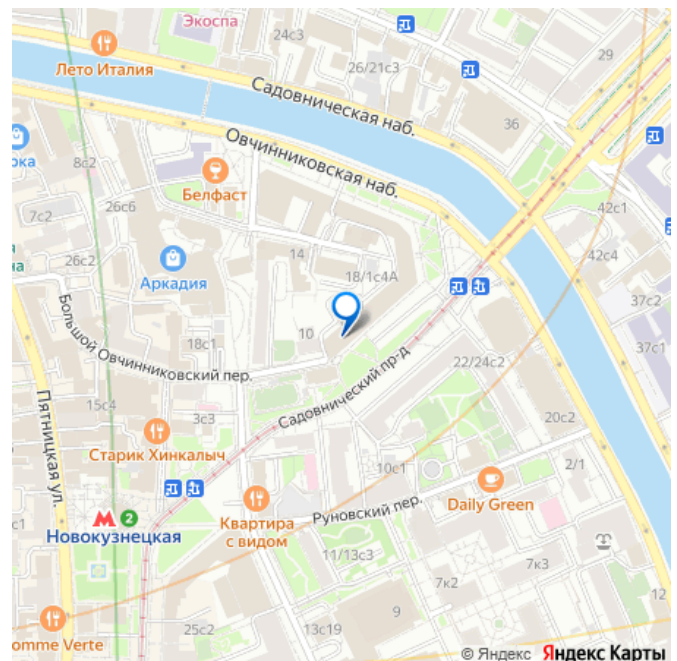 Экоспа
24с3
Лето Италия
26/21с3
29
Садовническая наб.
36
Овчинниковская наб.
рка
8с2
Белфаст
7с2
26с6
42с1
14
42с4
я
на
26с2
Аркадия
18/1с4А
37с2
Большой Овчинниковский пер.
18с1
10
37с1
22/24с2
Садовнический пр-д
Пятницкая ул.
15с4
3с3
20с2
Старик Хинкалыч
10с1
2/1
Daily Green
М 2
Новокузнецкая
Квартира
с видом
Руновский пер.
11/13с3
7к3
7к2
12
9
omme Verte
25с2
13с19
© Яндекс Яндекс Карты